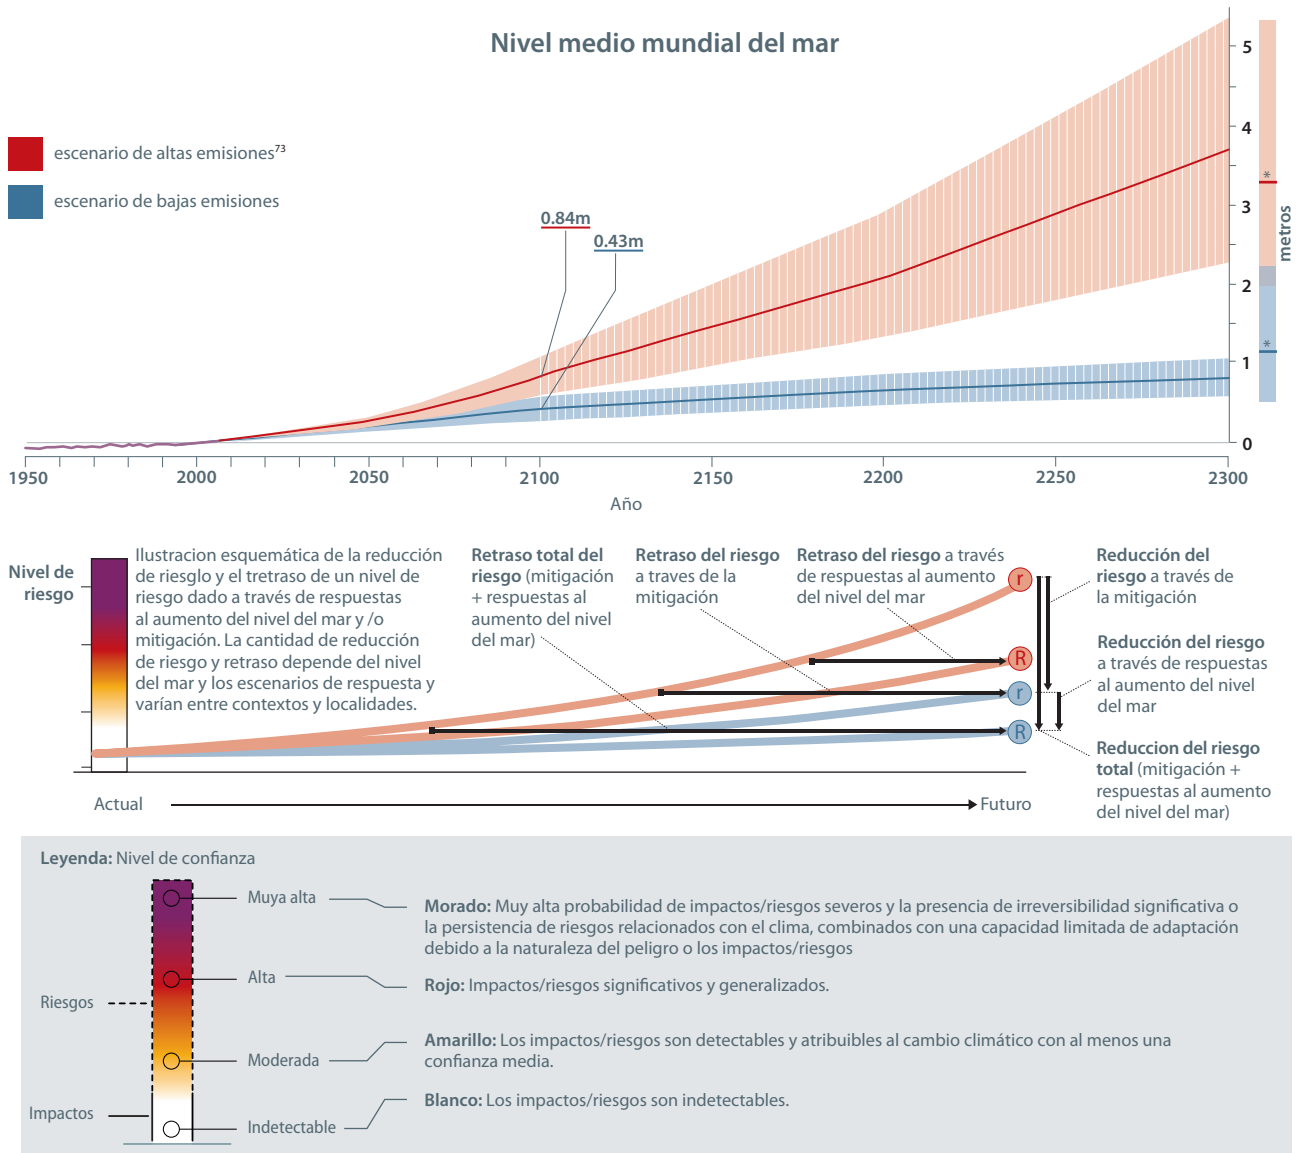 Nivel medio mundial del mar
escenario de altas emisiones73
escenario de bajas emisiones
0.84m
0.43m
5
4
3
2
1
0
metros
*
*
1950
2000
2050
2100
2150
2200
2250
2300
Año
Nivel de
riesgo
Ilustracion esquemática de la reducción
de riesglo y el tretraso de un nivel de
riesgo dado a través de respuestas
al aumento del nivel del mar y /o
mitigación. La cantidad de reducción
de riesgo y retraso depende del nivel
del mar y los escenarios de respuesta y
varían entre contextos y localidades.
Retraso total del
riesgo (mitigación
+ respuestas al
aumento del nivel
del mar)
Retraso del riesgo
a traves de la
mitigación
Retraso del riesgo a través
de respuestas al aumento
del nivel del mar
r
R
r
R
Reducción del
riesgo a través de
la mitigación
Reducción del riesgo
a través de respuestas
al aumento del nivel
del mar
Reduccion del riesgo
total (mitigación +
respuestas al aumento
del nivel del mar)
Actual
Futuro
Leyenda: Nivel de confianza
Muya alta
Alta
Moderada
Indetectable
Riesgos
Impactos
Morado: Muy alta probabilidad de impactos/riesgos severos y la presencia de irreversibilidad significativa o
la persistencia de riesgos relacionados con el clima, combinados con una capacidad limitada de adaptación
debido a la naturaleza del peligro o los impactos/riesgos
Rojo: Impactos/riesgos significativos y generalizados.
Amarillo: Los impactos/riesgos son detectables y atribuibles al cambio climático con al menos una
confianza media.
Blanco: Los impactos/riesgos son indetectables.